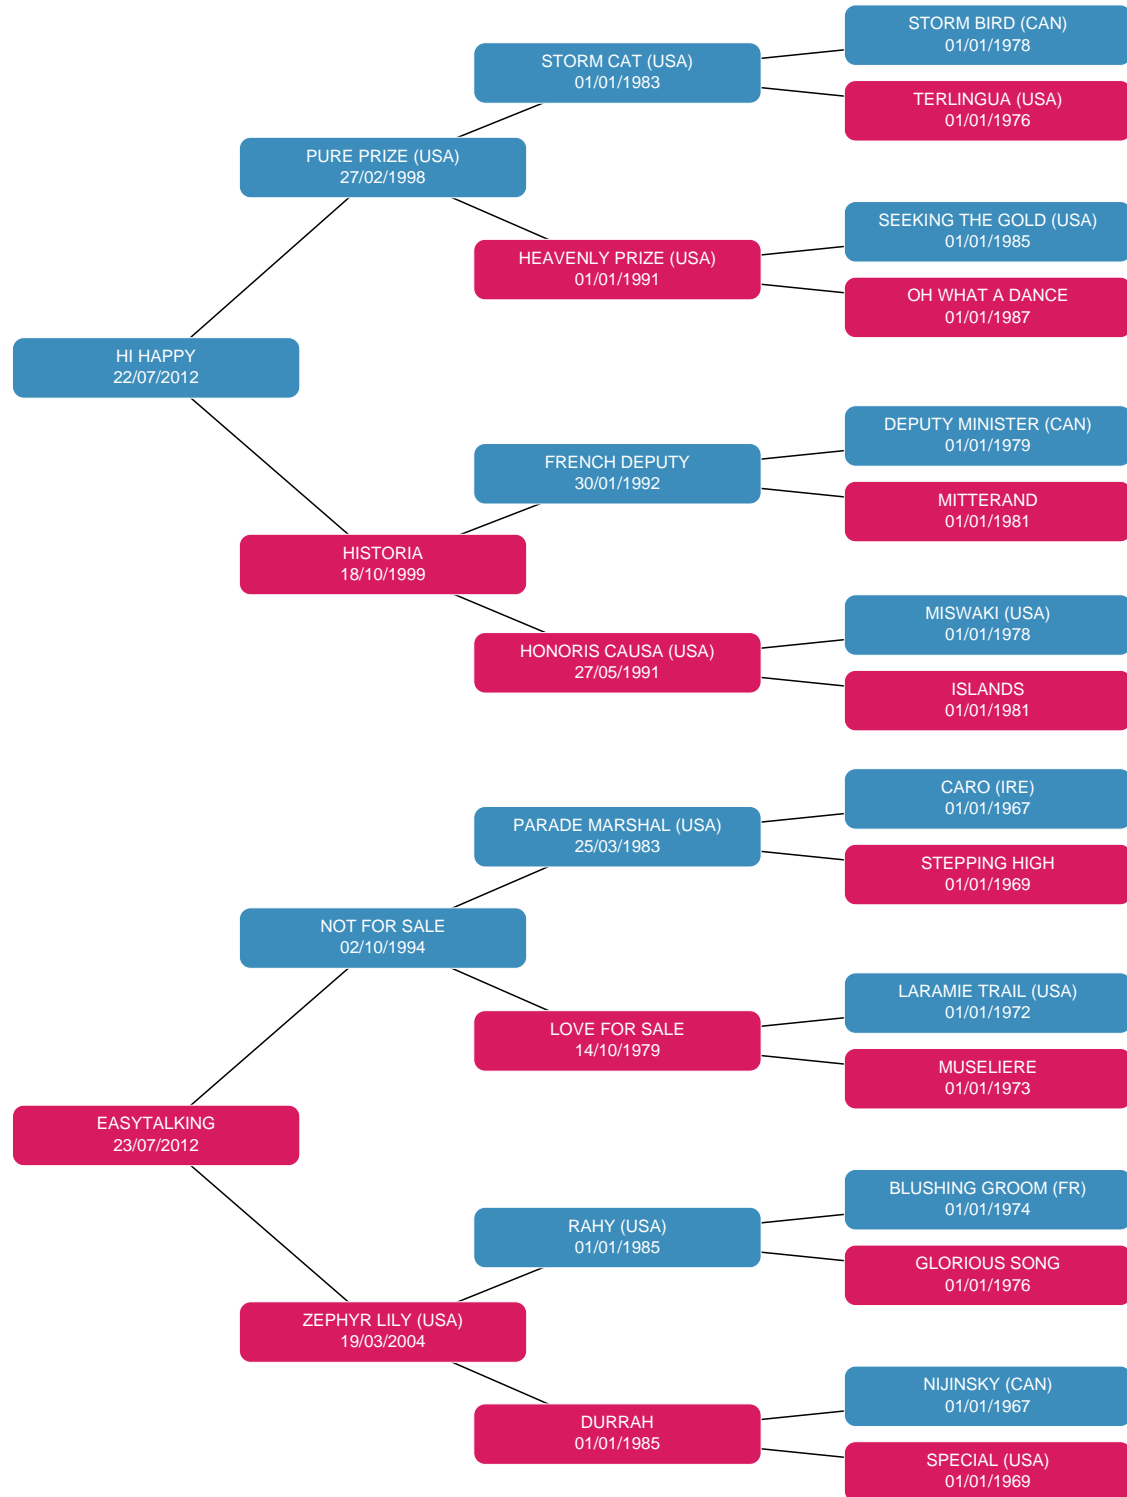 STORM BIRD (CAN)
01/01/1978
STORM CAT (USA)
01/01/1983
TERLINGUA (USA)
01/01/1976
PURE PRIZE (USA)
27/02/1998
SEEKING THE GOLD (USA)
01/01/1985
HEAVENLY PRIZE (USA)
01/01/1991
OH WHAT A DANCE
01/01/1987
HI HAPPY
22/07/2012
DEPUTY MINISTER (CAN)
01/01/1979
FRENCH DEPUTY
30/01/1992
MITTERAND
01/01/1981
HISTORIA
18/10/1999
MISWAKI (USA)
01/01/1978
HONORIS CAUSA (USA)
27/05/1991
ISLANDS
01/01/1981
CARO (IRE)
01/01/1967
PARADE MARSHAL (USA)
25/03/1983
STEPPING HIGH
01/01/1969
NOT FOR SALE
02/10/1994
LARAMIE TRAIL (USA)
01/01/1972
LOVE FOR SALE
14/10/1979
MUSELIERE
01/01/1973
EASYTALKING
23/07/2012
BLUSHING GROOM (FR)
01/01/1974
RAHY (USA)
01/01/1985
GLORIOUS SONG
01/01/1976
ZEPHYR LILY (USA)
19/03/2004
NIJINSKY (CAN)
01/01/1967
DURRAH
01/01/1985
SPECIAL (USA)
01/01/1969